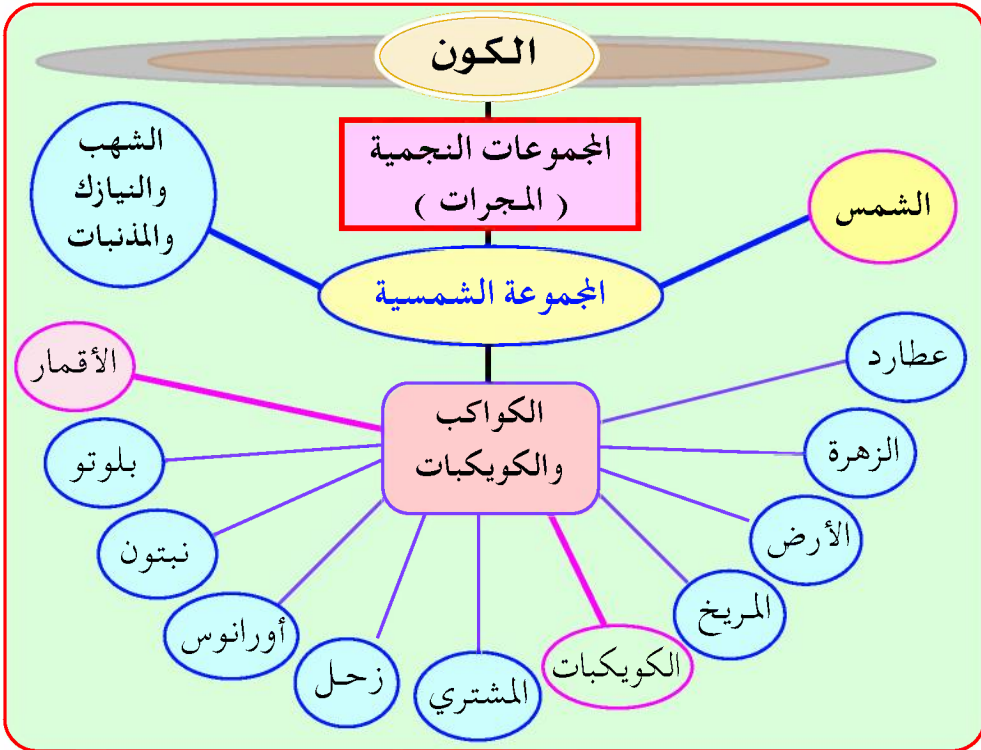 الكون
المجموعات النجمية
( المجرات )
الشمس
الشهب
والنيازك
والمذنبات
المجموعة الشمسية
الكواكب
والكويكبات
عطارد
الزهرة
الأرض
المريخ
الكويكبات
المشتري
زحل
أورانوس
نبتون
بلوتو
الأقمار